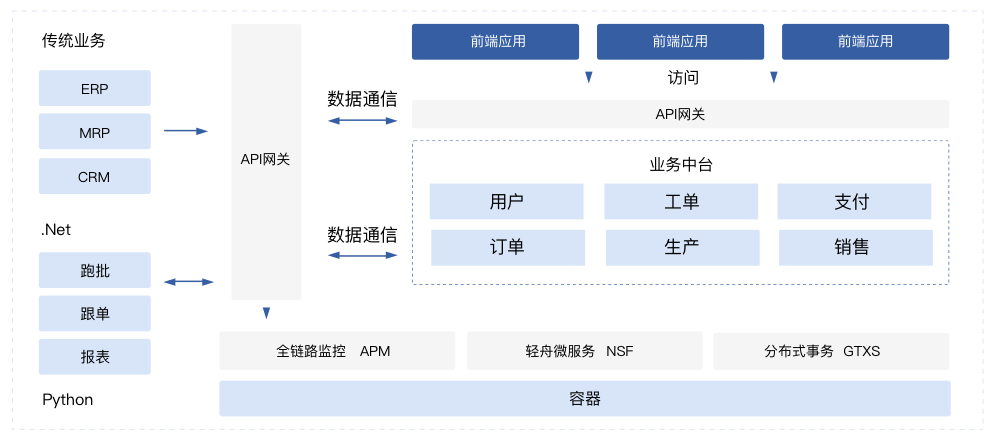 传统业务
ERP
MRP
CRM
.Net
跑批
跟单
报表
Python
API网关
数据通信
数据通信
前端应用
前端应用
前端应用
访问
API网关
业务中台
用户
工单
支付
订单
生产
销售
全链路监控 APM
轻舟微服务 NSF
分布式事务 GTXS
容器